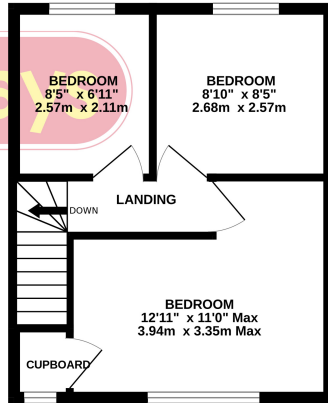 BEDROOM
8'5" x 6'11"
2.57m x 2.11m
BEDROOM
8'10" x 8'5"
2.68m x 2.57m
LANDING
DOWN
BEDROOM
12'11" x 11'0" Max
3.94m x 3.35m Max
CUPBOARD